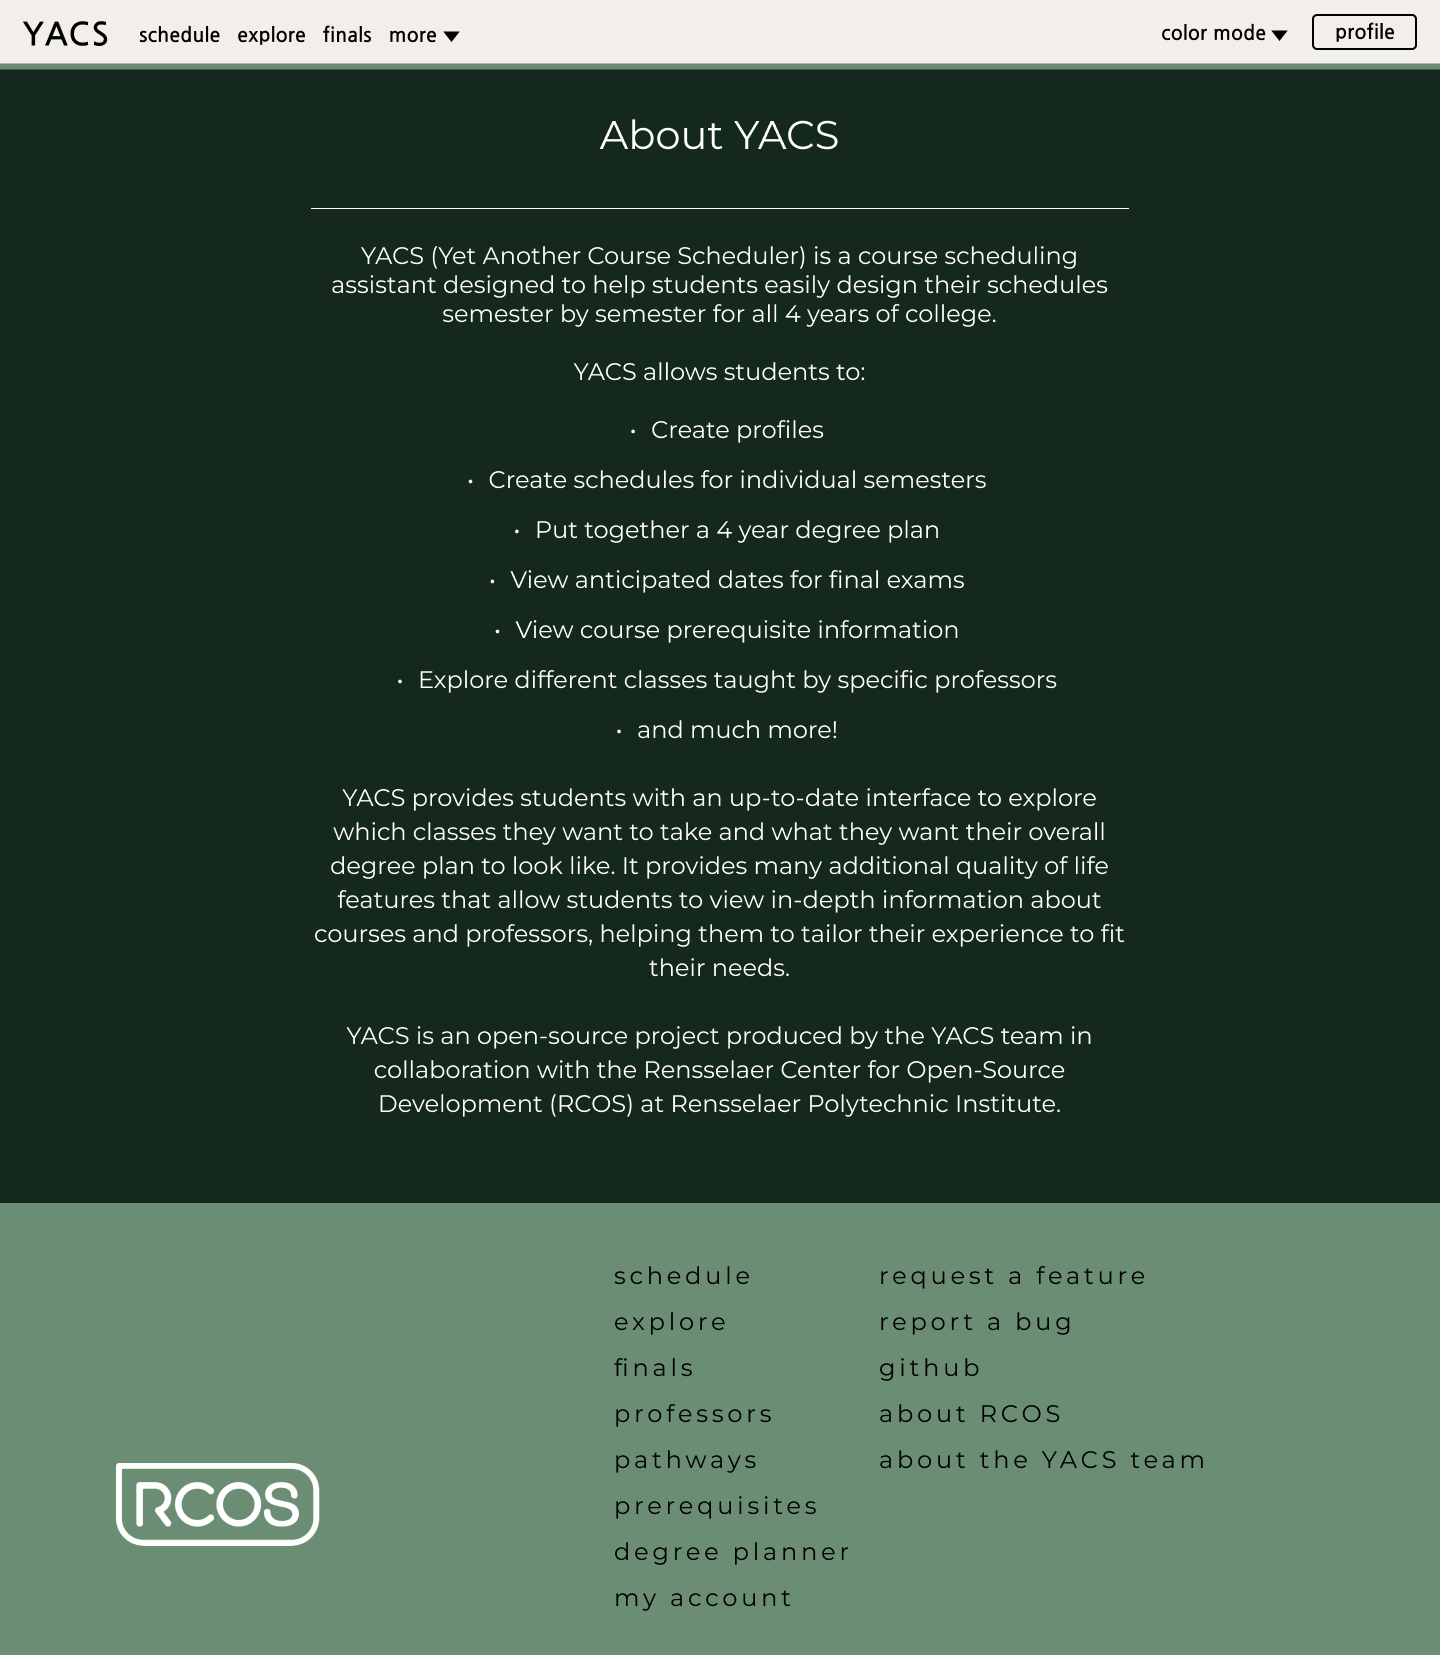 YACS schedule explore finals more color mode profile
About YACS
YACS (Yet Another Course Scheduler) is a course scheduling
assistant designed to help students easily design their schedules
semester by semester for all 4 years of college.
YACS allows students to:
• Create profiles
• Create schedules for individual semesters
• Put together a 4 year degree plan
• View anticipated dates for final exams
• View course prerequisite information
• Explore different classes taught by specific professors
• and much more!
YACS provides students with an up-to-date interface to explore
which classes they want to take and what they want their overall
degree plan to look like. It provides many additional quality of life
features that allow students to view in-depth information about
courses and professors, helping them to tailor their experience to fit
their needs.
YACS is an open-source project produced by the YACS team in
collaboration with the Rensselaer Center for Open-Source
Development (RCOS) at Rensselaer Polytechnic Institute.
RCOS
schedule
explore
finals
professors
pathways
prerequisites
degree planner
my account
request a feature
report a bug
github
about RCOS
about the YACS team